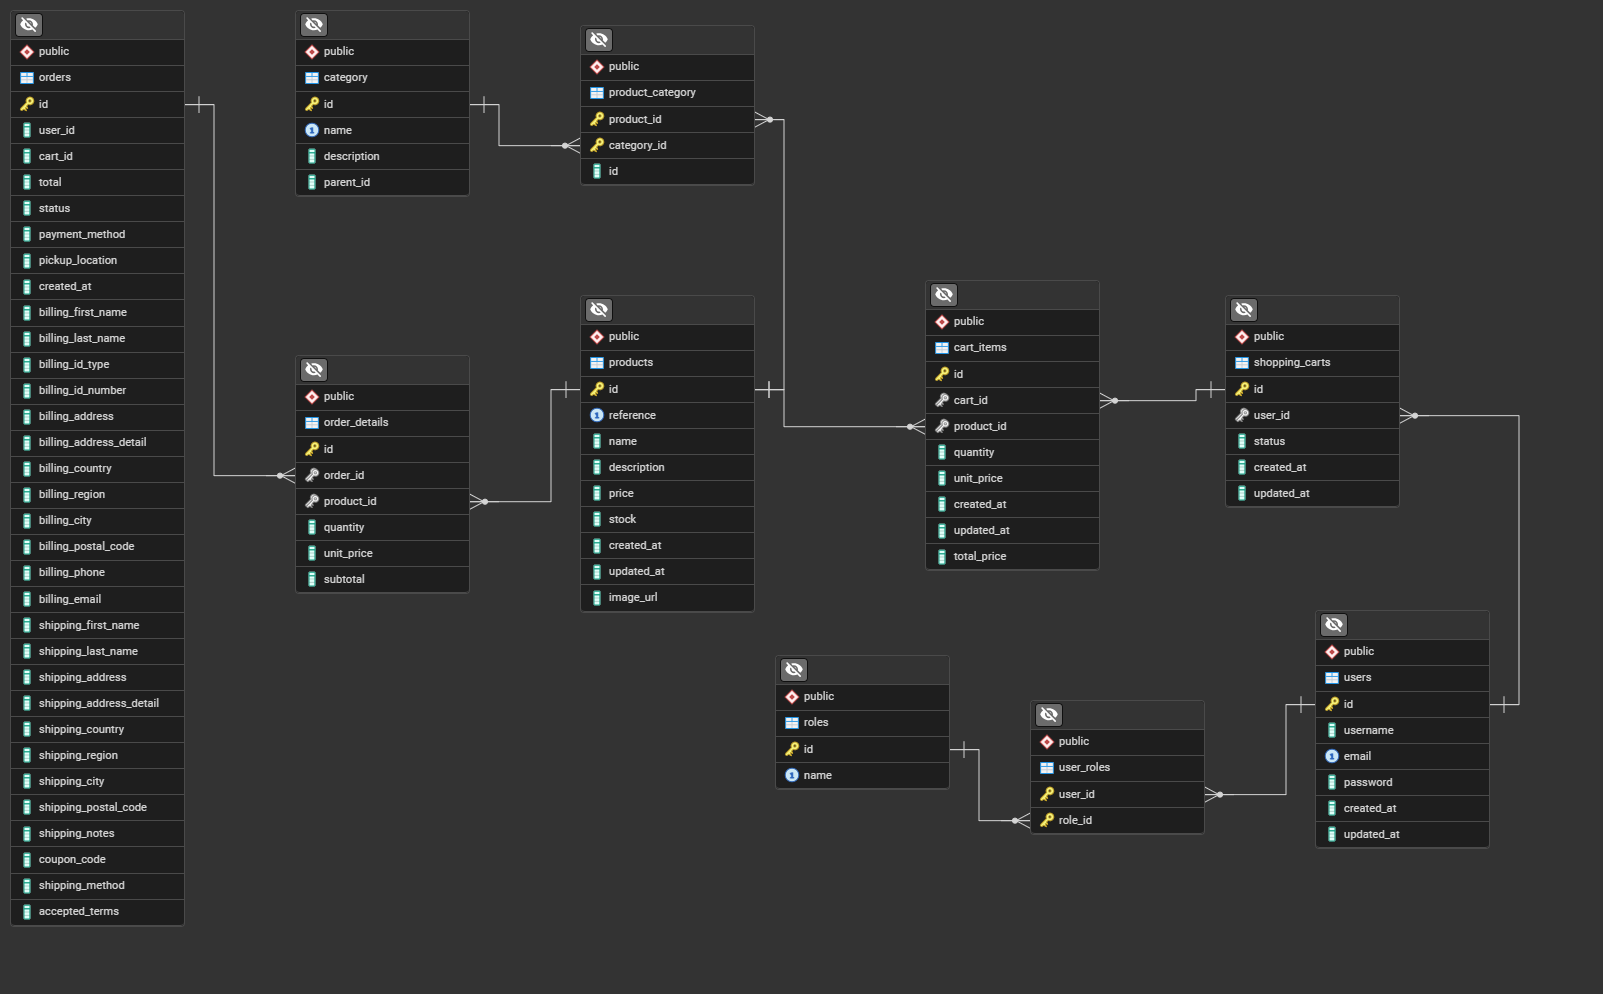 public
orders
id
user_id
cart_id
total
status
payment_method
pickup_location
created_at
billing_first_name
billing_last_name
billing_id_type
billing_id_number
billing_address
billing_address_detail
billing_country
billing_region
billing_city
billing_postal_code
billing_phone
billing_email
shipping_first_name
shipping_last_name
shipping_address
shipping_address_detail
shipping_country
shipping_region
shipping_city
shipping_postal_code
shipping_notes
coupon_code
shipping_method
accepted_terms
public
category
id
1 name
description
parent_id
public
product_category
product_id
category_id
id
public
order_details
id
order_id
product_id
quantity
unit_price
subtotal
public
products
id
1 reference
name
description
price
stock
created_at
updated_at
image_url
public
cart_items
id
cart_id
product_id
quantity
unit_price
created_at
updated_at
total_price
public
shopping_carts
id
user_id
status
created_at
updated_at
public
roles
id
1 name
public
user_roles
user_id
role_id
public
users
id
username
1 email
password
created_at
updated_at